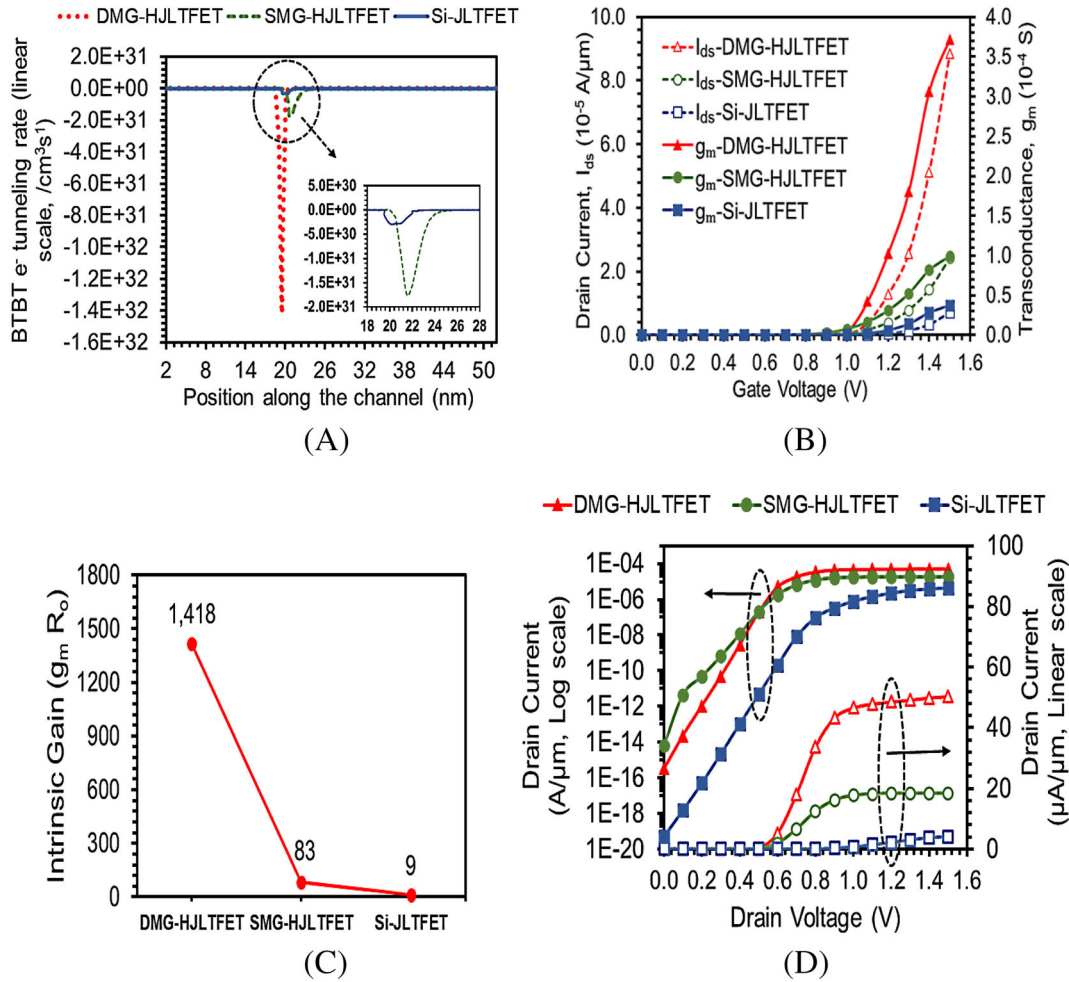 DMG-HJLTFET SMG-HJLTFET Si-JLTFET
BTBT e- tunneling rate (linear
scale, /cm³s¹)
2.0E+31
0.0E+00
-2.0E+31
-4.0E+31
-6.0E+31
-8.0E+31
-1.0E+32
-1.2E+32
-1.4E+32
-1.6E+32
5.0E+30
0.0E+00
-5.0E+30
-1.0E+31
-1.5E+31
-2.0E+31
18 20 22 24 26 28
2 8 14 20 26 32 38 44 50
Position along the channel (nm)
(A)
Drain Current, Ids (10-5 A/µm)
10.0
8.0
6.0
4.0
2.0
0.0
Ids-DMG-HJLTFET
Ids-SMG-HJLTFET
Ids-Si-JLTFET
gm-DMG-HJLTFET
gm-SMG-HJLTFET
gm-Si-JLTFET
4.0
3.5
3.0
2.5
2.0
1.5
1.0
0.5
0.0
Transconductance, gm (10-4 S)
0.0 0.2 0.4 0.6 0.8 1.0 1.2 1.4 1.6
Gate Voltage (V)
(B)
Intrinsic Gain (gm Ro)
1800
1500
1200
900
600
300
0
1,418
83
9
DMG-HJLTFET SMG-HJLTFET Si-JLTFET
(C)
DMG-HJLTFET SMG-HJLTFET Si-JLTFET
Drain Current
(A/µm, Log scale)
1E-04
1E-06
1E-08
1E-10
1E-12
1E-14
1E-16
1E-18
1E-20
100
80
60
40
20
0
Drain Current
(µA/µm, Linear scale)
0.0 0.2 0.4 0.6 0.8 1.0 1.2 1.4 1.6
Drain Voltage (V)
(D)